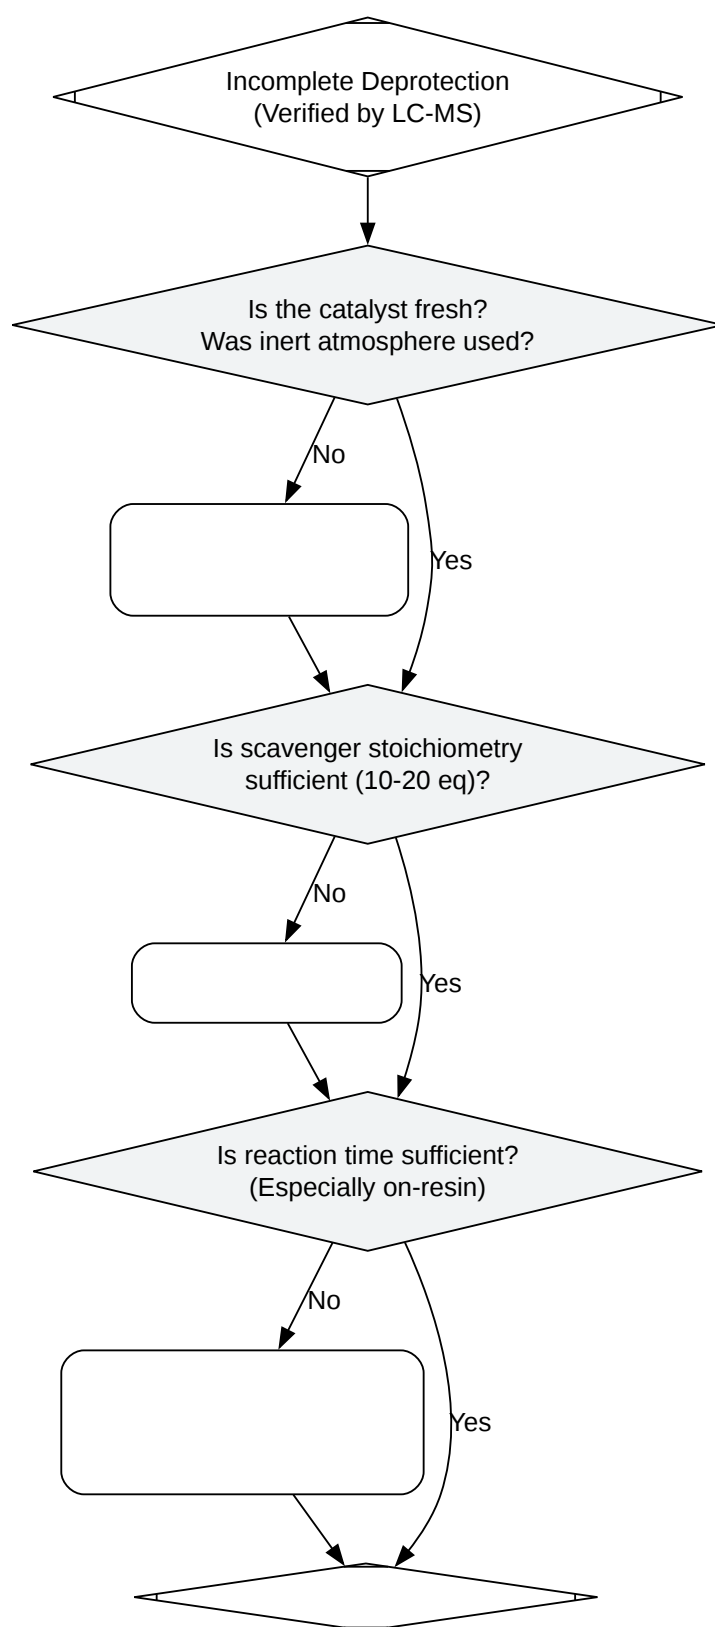 Incomplete Deprotection
(Verified by LC-MS)
Is the catalyst fresh?
Was inert atmosphere used?
No
Yes
Is scavenger stoichiometry
sufficient (10-20 eq)?
No
Yes
Is reaction time sufficient?
(Especially on-resin)
No
Yes